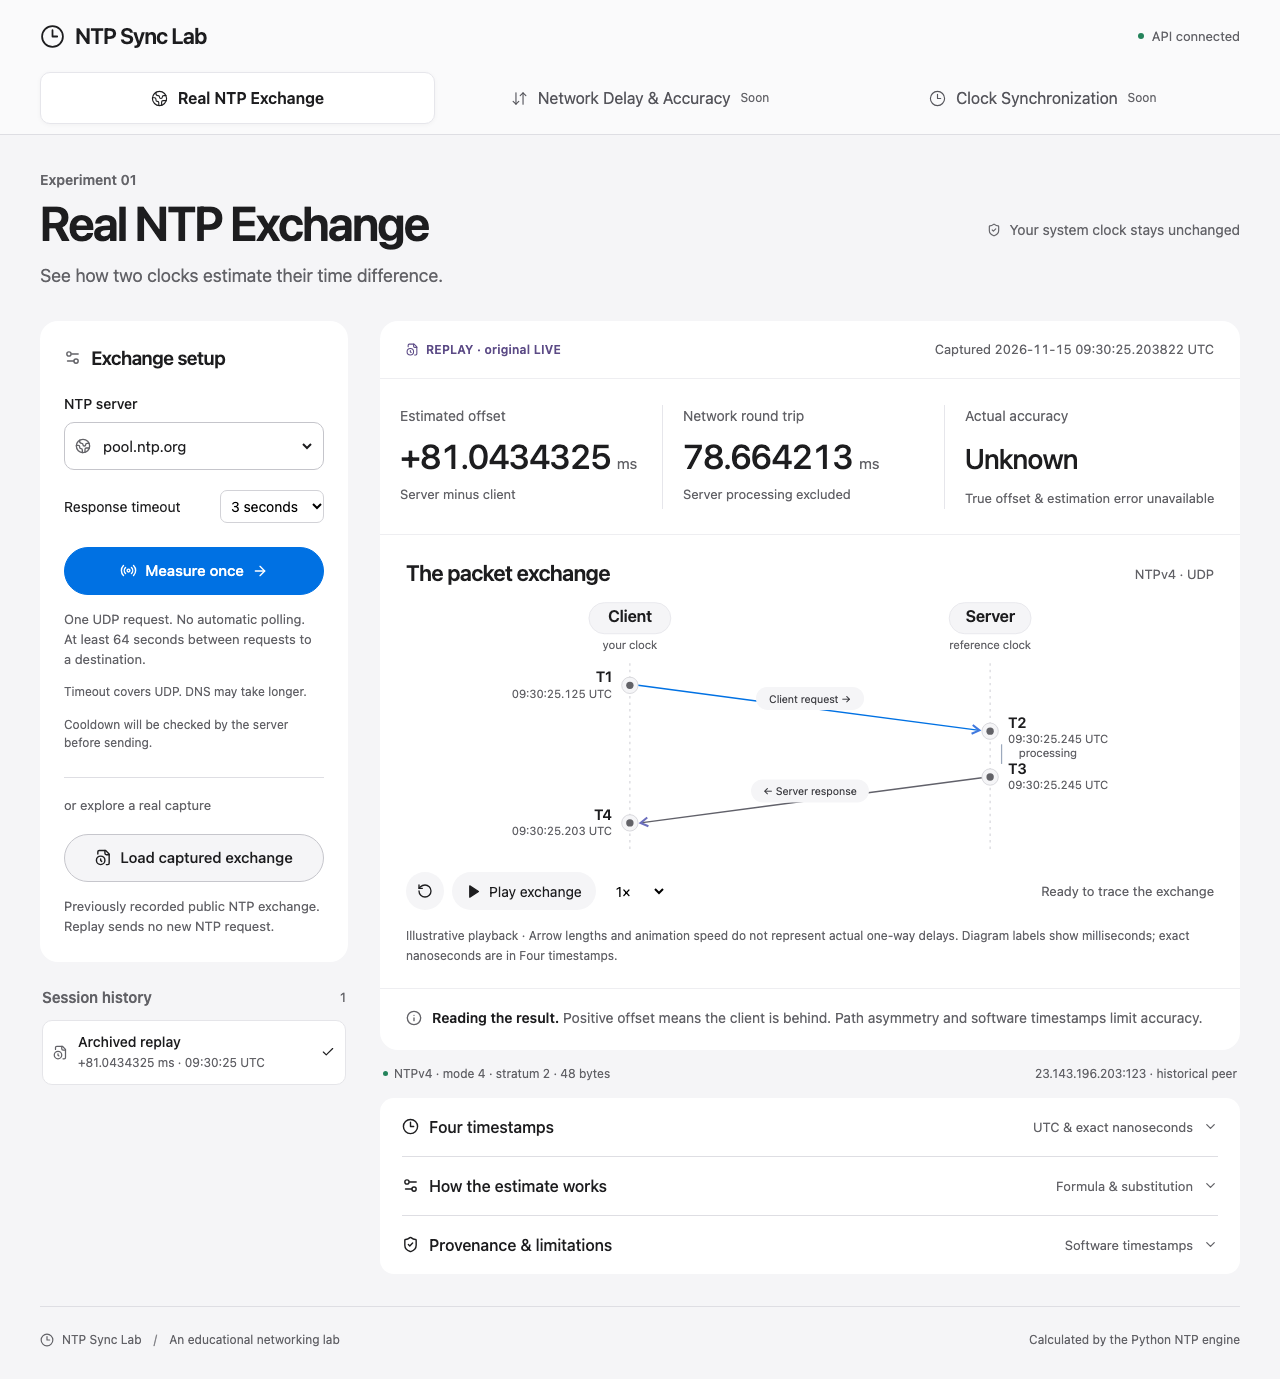 NTP Sync Lab
API connected
Real NTP Exchange
Network Delay & Accuracy Soon
Clock Synchronization Soon
Experiment 01
Real NTP Exchange
See how two clocks estimate their time difference.
Your system clock stays unchanged
Exchange setup
NTP server
pool.ntp.org
Response timeout
3 seconds
Measure once →
One UDP request. No automatic polling.
At least 64 seconds between requests to
a destination.
Timeout covers UDP. DNS may take longer.
Cooldown will be checked by the server
before sending.
or explore a real capture
Load captured exchange
Previously recorded public NTP exchange.
Replay sends no new NTP request.
Session history 1
Archived replay
+81.0434325 ms · 09:30:25 UTC
REPLAY · original LIVE
Captured 2026-11-15 09:30:25.203822 UTC
Estimated offset
+81.0434325 ms
Server minus client
Network round trip
78.664213 ms
Server processing excluded
Actual accuracy
Unknown
True offset & estimation error unavailable
The packet exchange
NTPv4 · UDP
Client
your clock
Server
reference clock
T1
09:30:25.125 UTC
Client request →
T2
09:30:25.245 UTC
processing
T3
09:30:25.245 UTC
← Server response
T4
09:30:25.203 UTC
Play exchange
1×
Ready to trace the exchange
Illustrative playback · Arrow lengths and animation speed do not represent actual one-way delays. Diagram labels show milliseconds; exact
nanoseconds are in Four timestamps.
Reading the result. Positive offset means the client is behind. Path asymmetry and software timestamps limit accuracy.
NTPv4 · mode 4 · stratum 2 · 48 bytes
23.143.196.203:123 · historical peer
Four timestamps
UTC & exact nanoseconds
How the estimate works
Formula & substitution
Provenance & limitations
Software timestamps
NTP Sync Lab / An educational networking lab
Calculated by the Python NTP engine